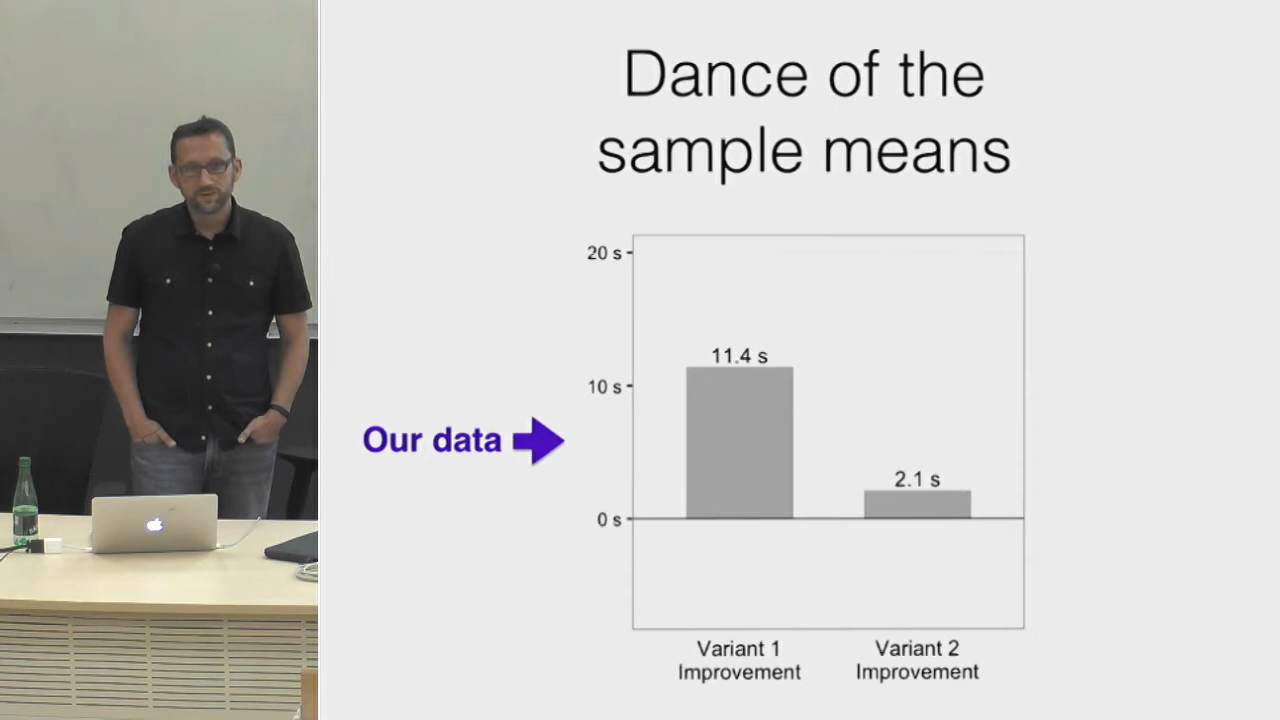 Dance of the
sample means
20 s
11.4 s
10 s
Our data
2.1 s
0 s
Variant 1
Improvement
Variant 2
Improvement